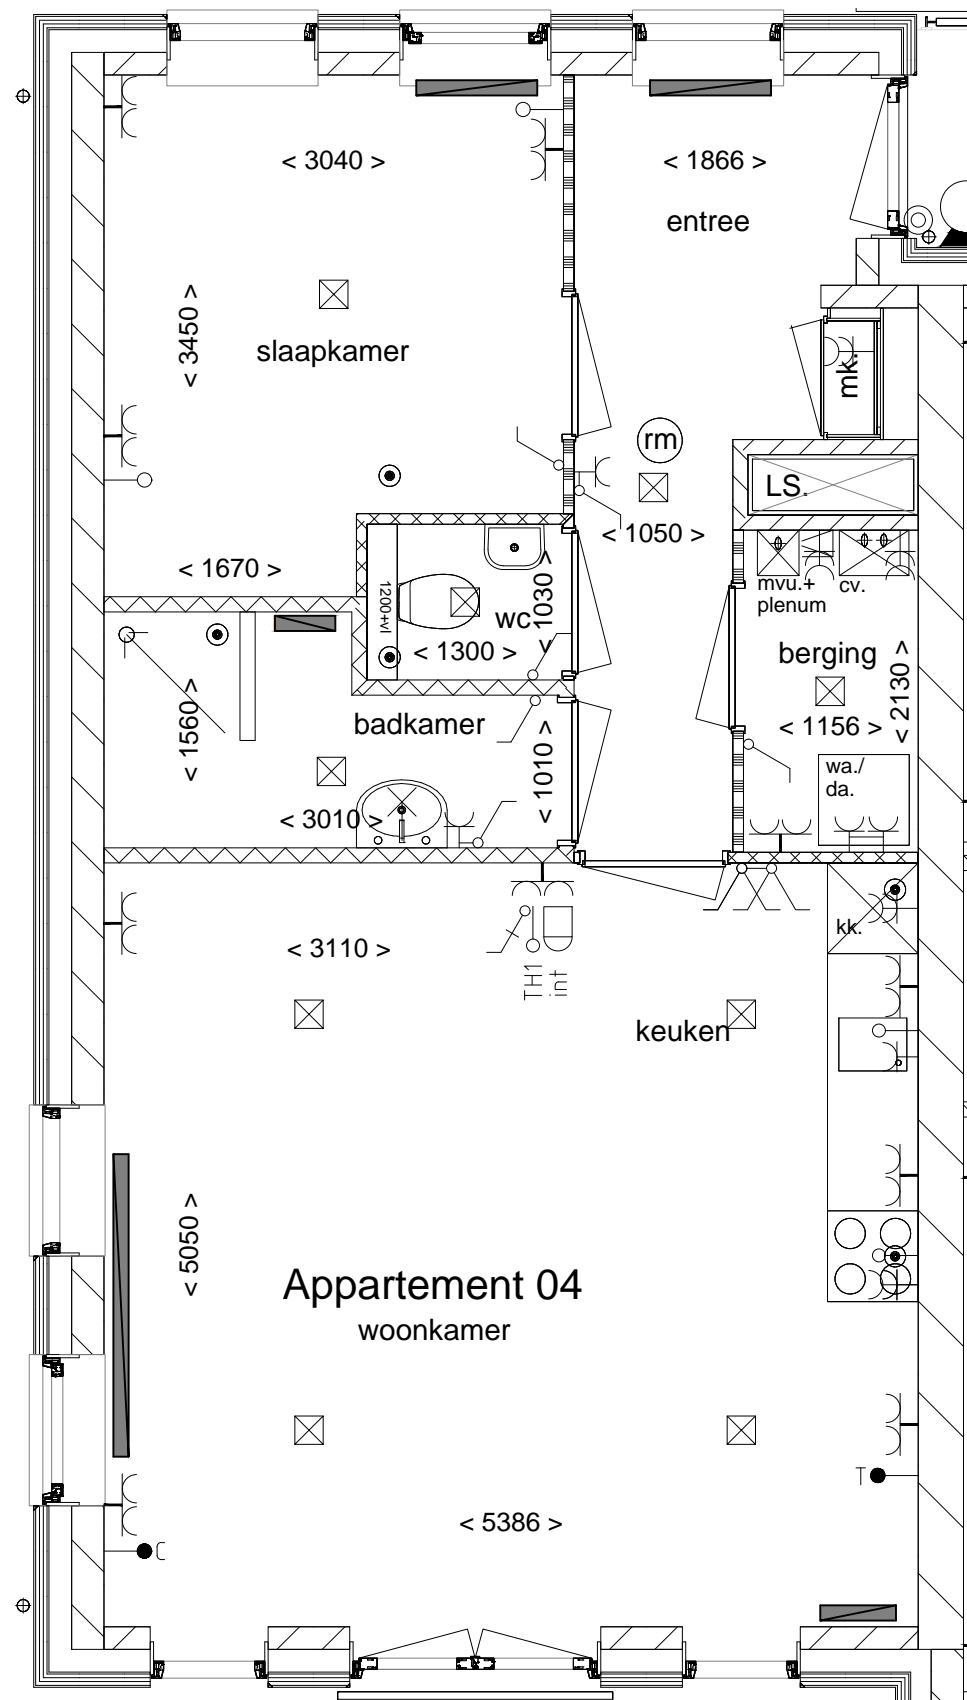 < 3040 >
< 1866 >
entree
< 3450 >
slaapkamer
mk.
rm
LS.
< 1050 >
< 1670 >
1200+vl
wc
< 1030 >
< 1300 >
mvu.+
plenum
cv.
berging
< 2130 >
< 1156 >
< 1560 >
badkamer
< 1010 >
< 3010 >
wa./
da.
kk.
< 3110 >
TH1
int
keuken
< 5050 >
Appartement 04
woonkamer
T
< 5386 >